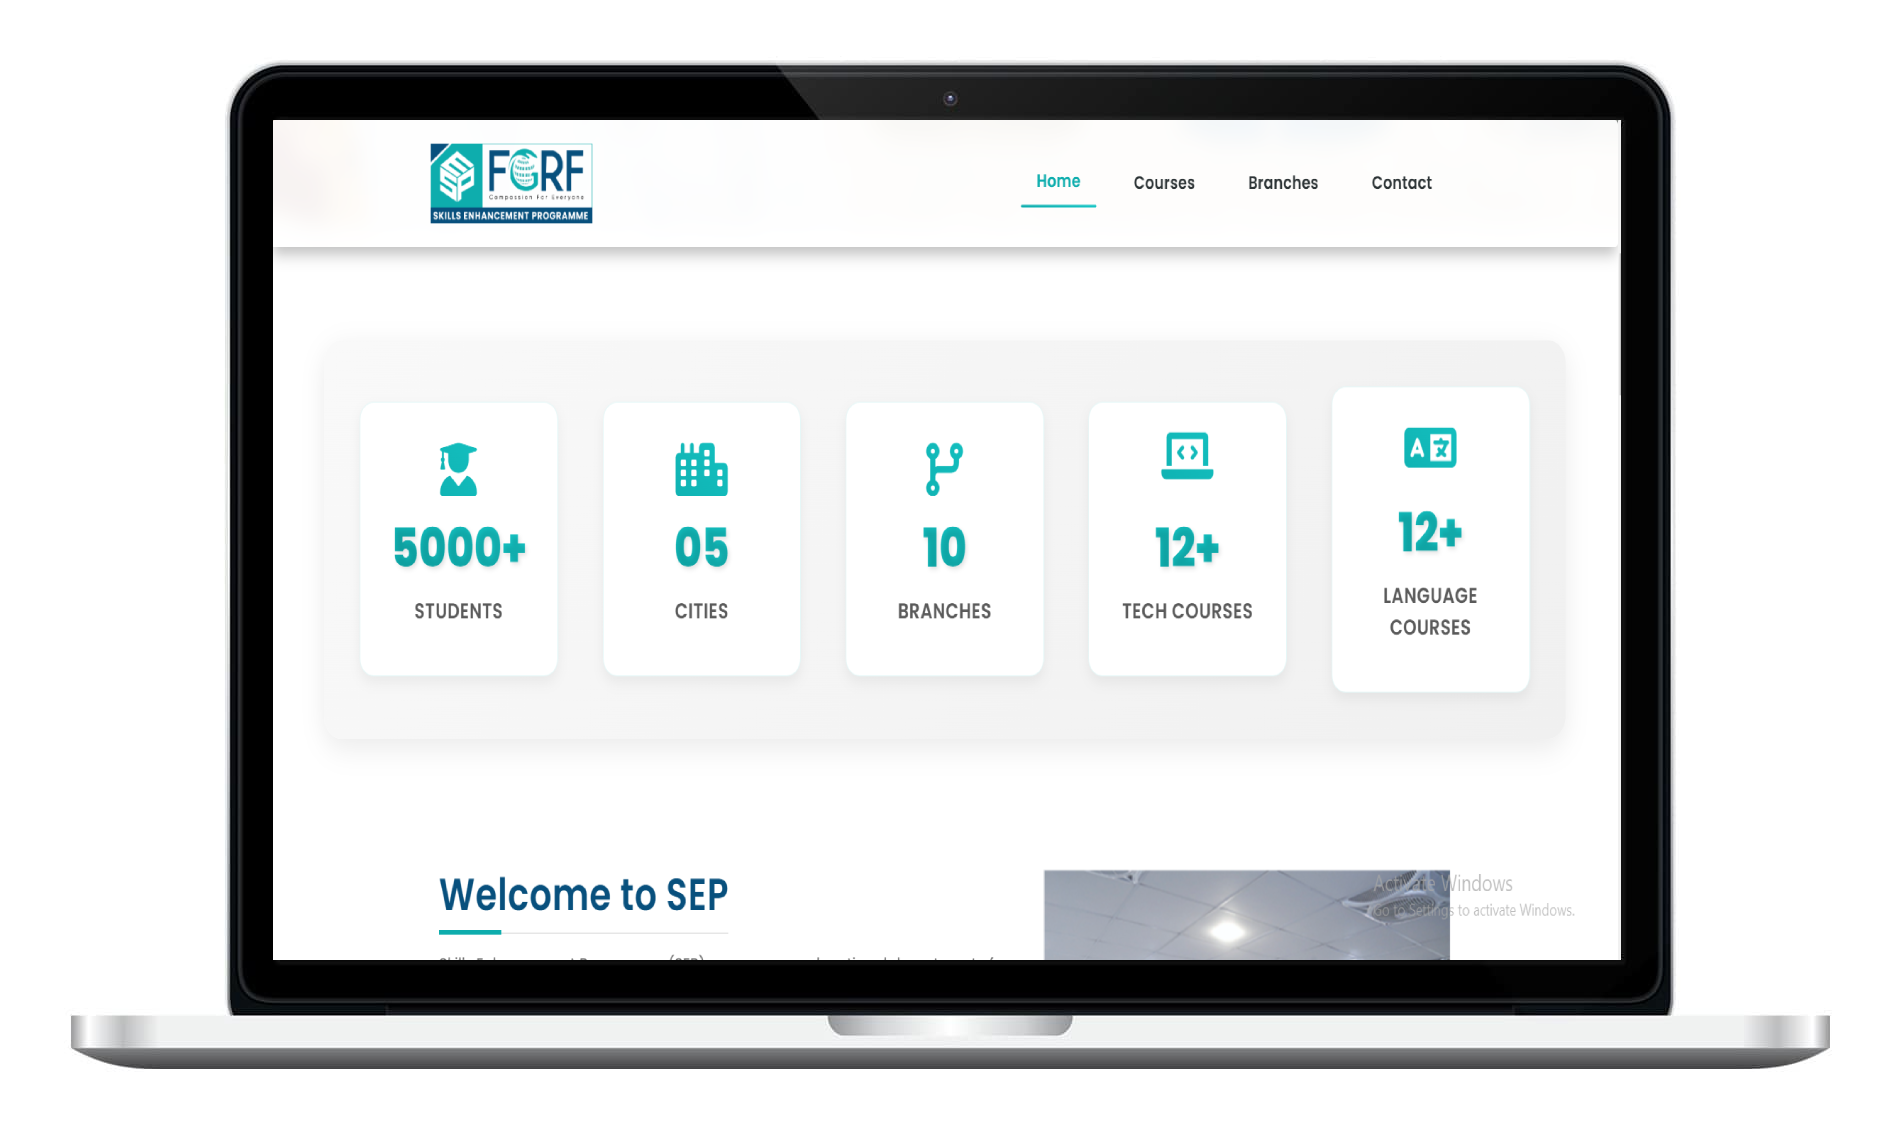 FGRF
Compassion For Everyone
SKILLS ENHANCEMENT PROGRAMME
Home
Courses
Branches
Contact
5000+
STUDENTS
05
CITIES
10
BRANCHES
12+
TECH COURSES
A
12+
LANGUAGE
COURSES
Welcome to SEP
Activate Windows
Go to Settings to activate Windows.